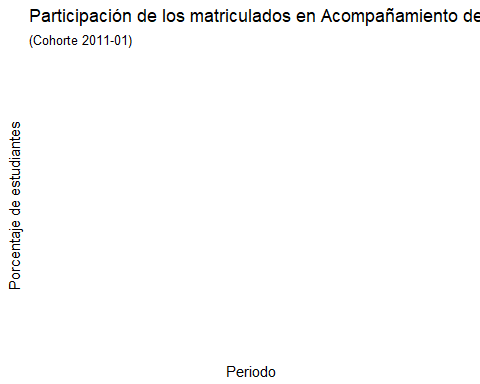 Participación de los matriculados en Acompañamiento de
(Cohorte 2011-01)
Porcentaje de estudiantes
Periodo